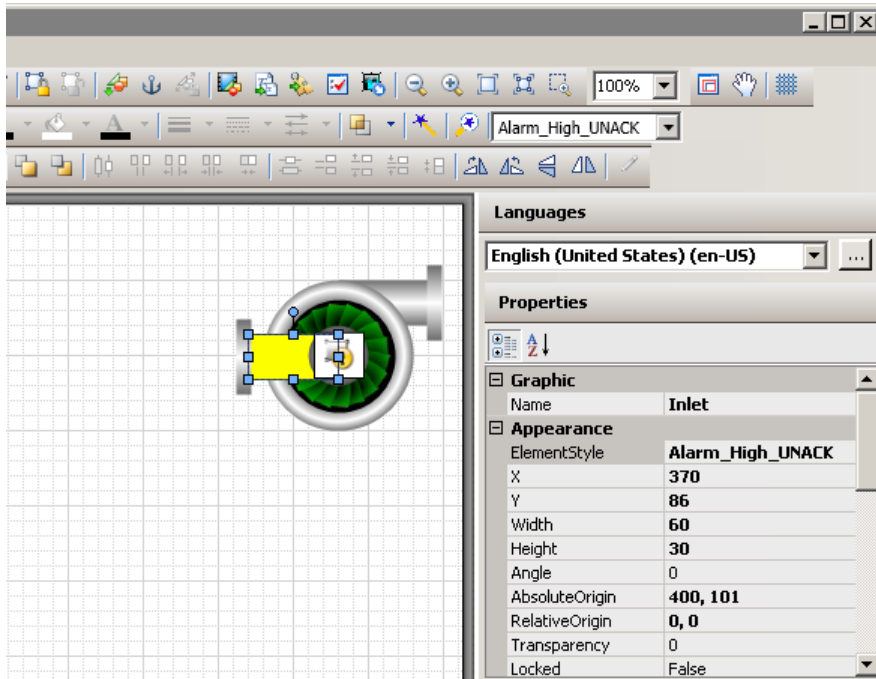 100%
Alarm_High_UNACK
Languages
English (United States) (en-US)
...
Properties
Graphic
Name Inlet
Appearance
ElementStyle Alarm_High_UNACK
X 370
Y 86
Width 60
Height 30
Angle 0
AbsoluteOrigin 400, 101
RelativeOrigin 0, 0
Transparency 0
Locked False